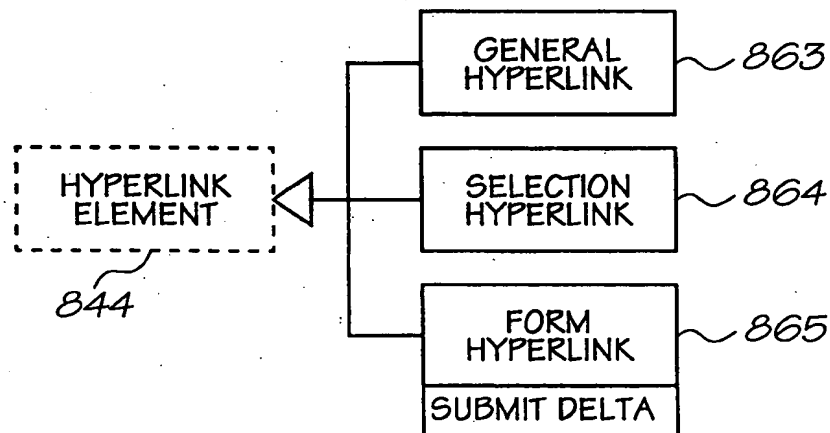 GENERAL
HYPERLINK
863
HYPERLINK
ELEMENT
844
SELECTION
HYPERLINK
864
FORM
HYPERLINK
865
SUBMIT DELTA